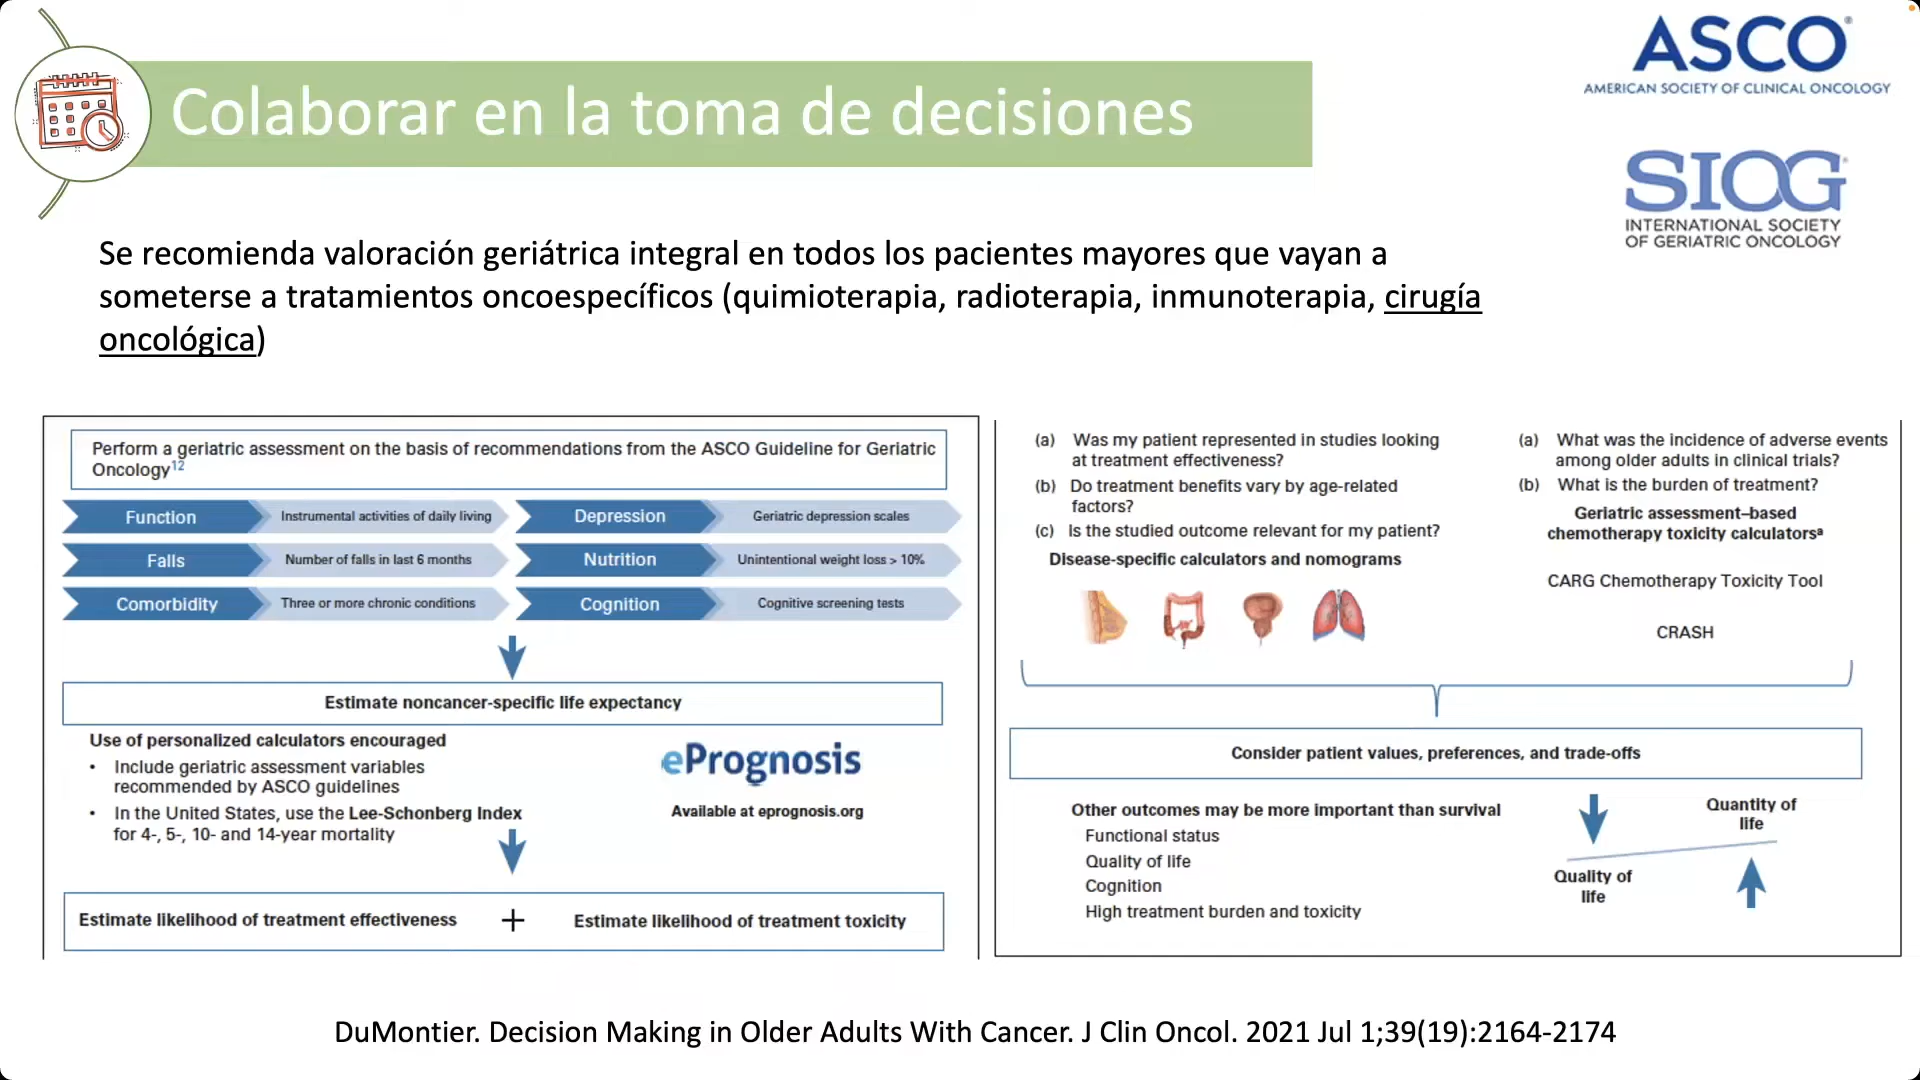 Colaborar en la toma de decisiones
ASCO®
AMERICAN SOCIETY OF CLINICAL ONCOLOGY
SIOG
INTERNATIONAL SOCIETY
OF GERIATRIC ONCOLOGY
Se recomienda valoración geriátrica integral en todos los pacientes mayores que vayan a
someterse a tratamientos oncoespecíficos (quimioterapia, radioterapia, inmunoterapia, cirugía
oncológica)
Perform a geriatric assessment on the basis of recommendations from the ASCO Guideline for Geriatric
Oncology12
Function
Instrumental activities of daily living
Depression
Geriatric depression scales
Falls
Number of falls in last 6 months
Nutrition
Unintentional weight loss > 10%
Comorbidity
Three or more chronic conditions
Cognition
Cognitive screening tests
Estimate noncancer-specific life expectancy
Use of personalized calculators encouraged
• Include geriatric assessment variables
recommended by ASCO guidelines
• In the United States, use the Lee-Schonberg Index
for 4-, 5-, 10- and 14-year mortality
ePrognosis
Available at eprognosis.org
Estimate likelihood of treatment effectiveness + Estimate likelihood of treatment toxicity
(a) Was my patient represented in studies looking
at treatment effectiveness?
(b) Do treatment benefits vary by age-related
factors?
(c) Is the studied outcome relevant for my patient?
Disease-specific calculators and nomograms
(a) What was the incidence of adverse events
among older adults in clinical trials?
(b) What is the burden of treatment?
Geriatric assessment–based
chemotherapy toxicity calculatorsa
CARG Chemotherapy Toxicity Tool
CRASH
Consider patient values, preferences, and trade-offs
Other outcomes may be more important than survival
Functional status
Quality of life
Cognition
High treatment burden and toxicity
Quantity of
life
Quality of
life
DuMontier. Decision Making in Older Adults With Cancer. J Clin Oncol. 2021 Jul 1;39(19):2164-2174